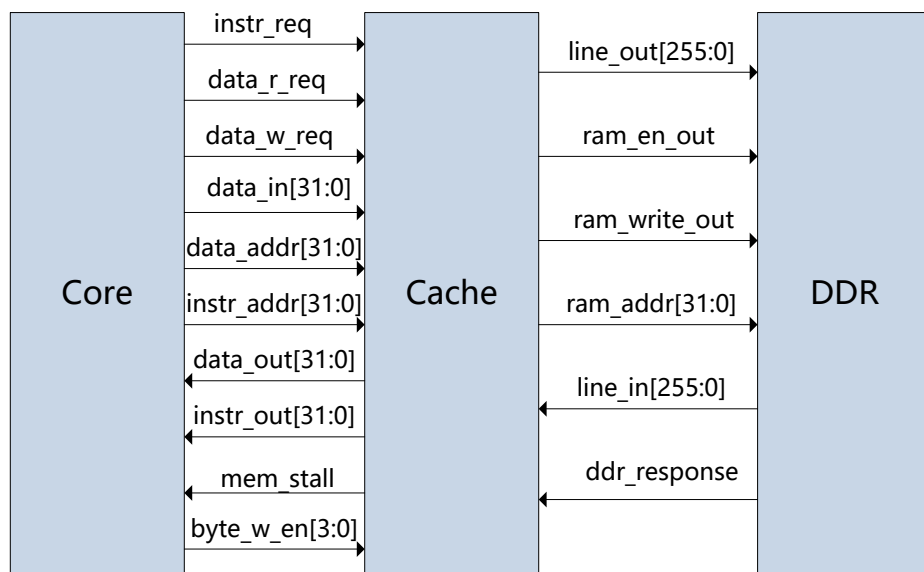 Core
instr_req
data_r_req
data_w_req
data_in[31:0]
data_addr[31:0]
instr_addr[31:0]
data_out[31:0]
instr_out[31:0]
mem_stall
byte_w_en[3:0]
Cache
line_out[255:0]
ram_en_out
ram_write_out
ram_addr[31:0]
line_in[255:0]
ddr_response
DDR